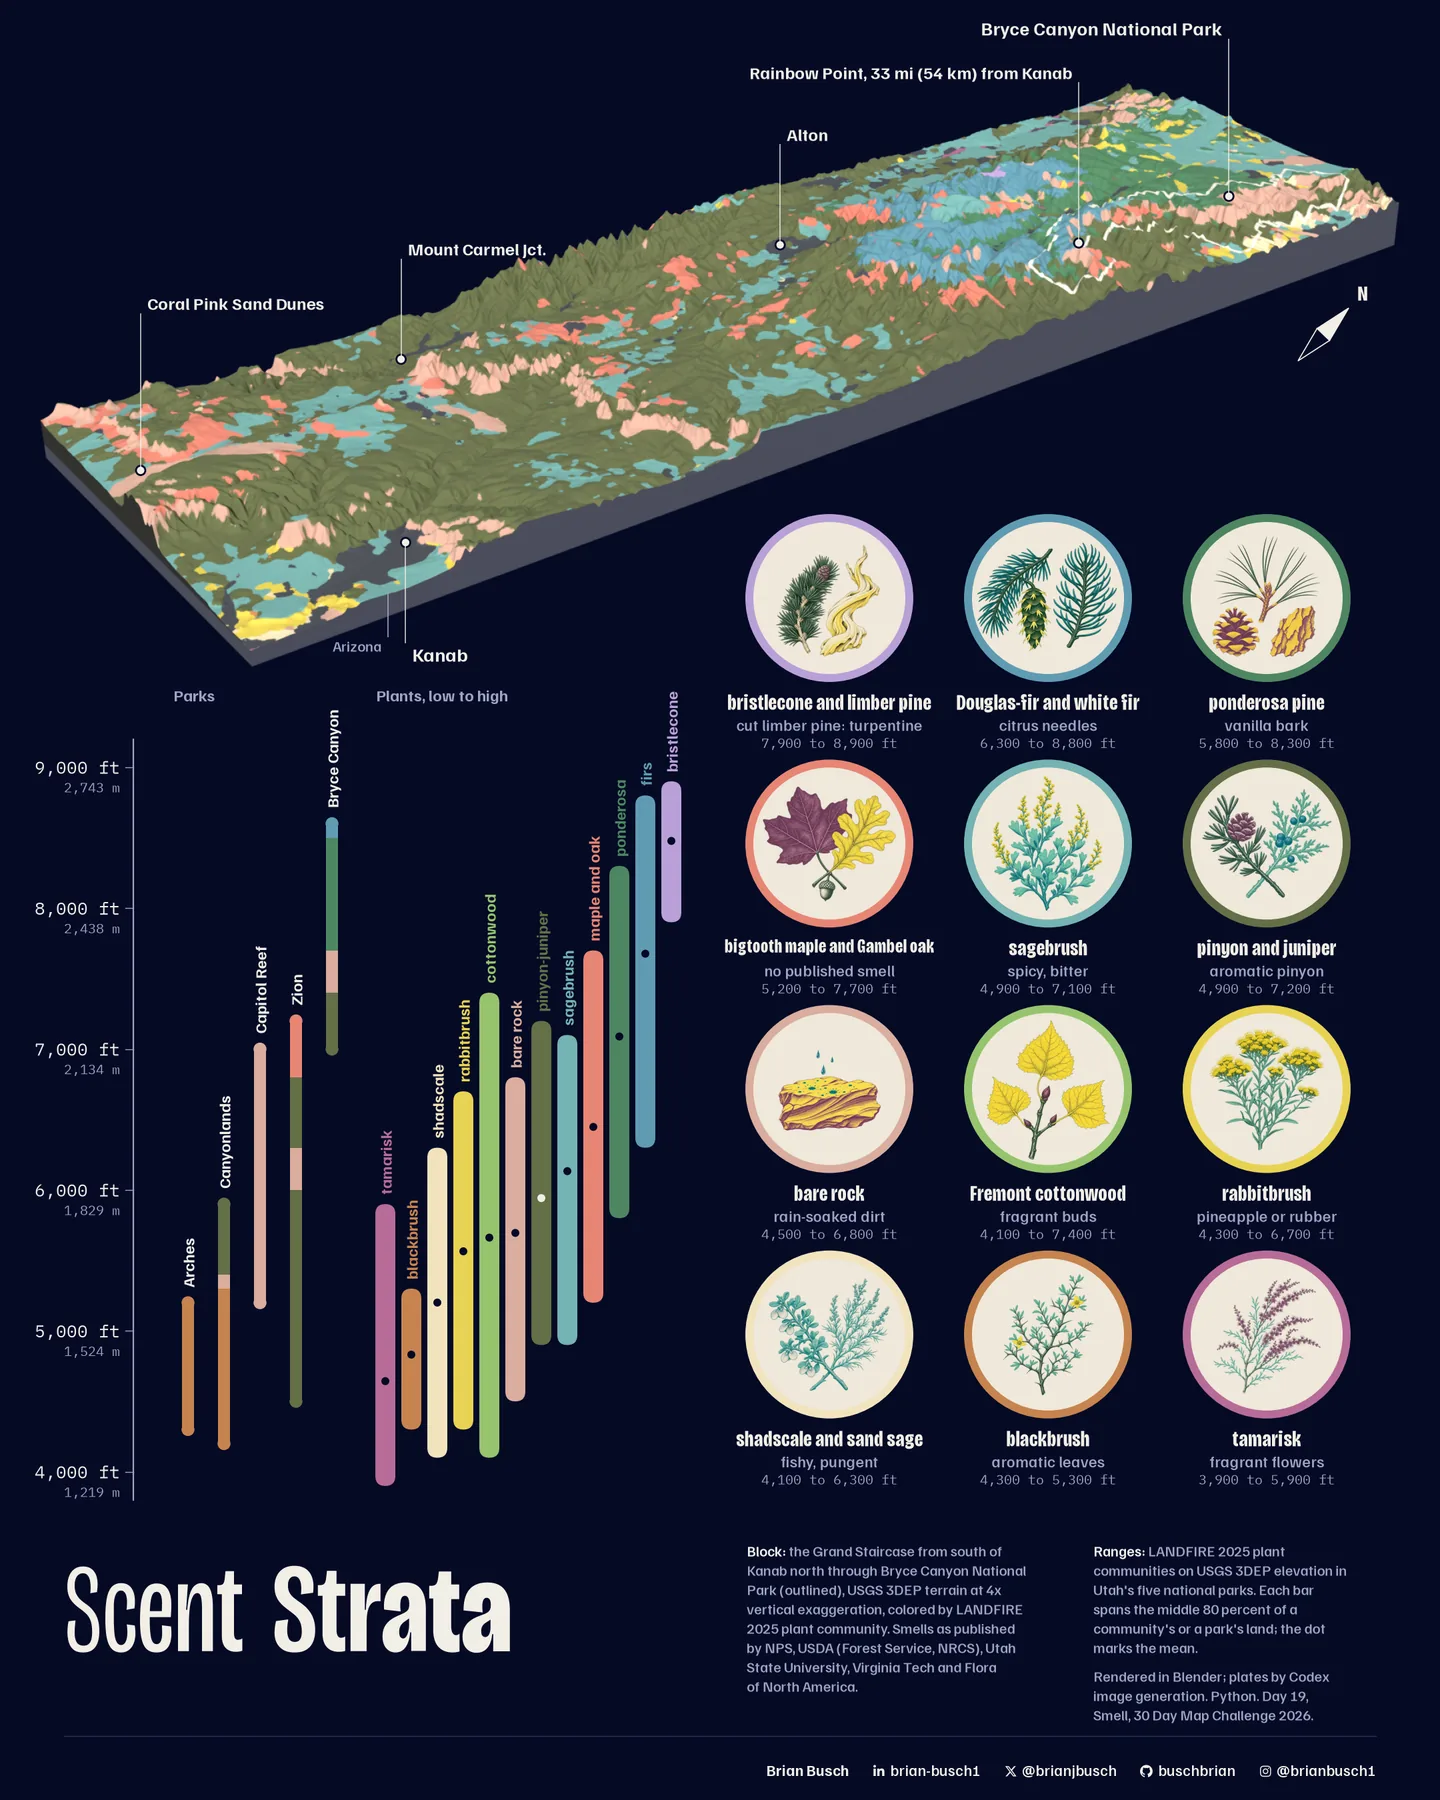 Bryce Canyon National Park
Rainbow Point, 33 mi (54 km) from Kanab
Alton
Mount Carmel Jct.
Coral Pink Sand Dunes
N
Arizona
Kanab
Parks
Plants, low to high
9,000 ft
2,743 m
8,000 ft
2,438 m
7,000 ft
2,134 m
6,000 ft
1,829 m
5,000 ft
1,524 m
4,000 ft
1,219 m
Arches
Canyonlands
Capitol Reef
Zion
Bryce Canyon
tamarisk
blackbrush
shadscale
rabbitbrush
cottonwood
bare rock
pinyon-juniper
sagebrush
maple and oak
ponderosa
firs
bristlecone
bristlecone and limber pine
cut limber pine: turpentine
7,900 to 8,900 ft
Douglas-fir and white fir
citrus needles
6,300 to 8,800 ft
ponderosa pine
vanilla bark
5,800 to 8,300 ft
bigtooth maple and Gambel oak
no published smell
5,200 to 7,700 ft
sagebrush
spicy, bitter
4,900 to 7,100 ft
pinyon and juniper
aromatic pinyon
4,900 to 7,200 ft
bare rock
rain-soaked dirt
4,500 to 6,800 ft
Fremont cottonwood
fragrant buds
4,100 to 7,400 ft
rabbitbrush
pineapple or rubber
4,300 to 6,700 ft
shadscale and sand sage
fishy, pungent
4,100 to 6,300 ft
blackbrush
aromatic leaves
4,300 to 5,300 ft
tamarisk
fragrant flowers
3,900 to 5,900 ft
Scent Strata
Block: the Grand Staircase from south of
Kanab north through Bryce Canyon National
Park (outlined), USGS 3DEP terrain at 4x
vertical exaggeration, colored by LANDFIRE
2025 plant community. Smells as published
by NPS, USDA (Forest Service, NRCS), Utah
State University, Virginia Tech and Flora
of North America.
Ranges: LANDFIRE 2025 plant
communities on USGS 3DEP elevation in
Utah's five national parks. Each bar
spans the middle 80 percent of a
community's or a park's land; the dot
marks the mean.
Rendered in Blender; plates by Codex
image generation. Python. Day 19,
Smell, 30 Day Map Challenge 2026.
Brian Busch
brian-busch1
@brianjbusch
buschbrian
@brianbusch1